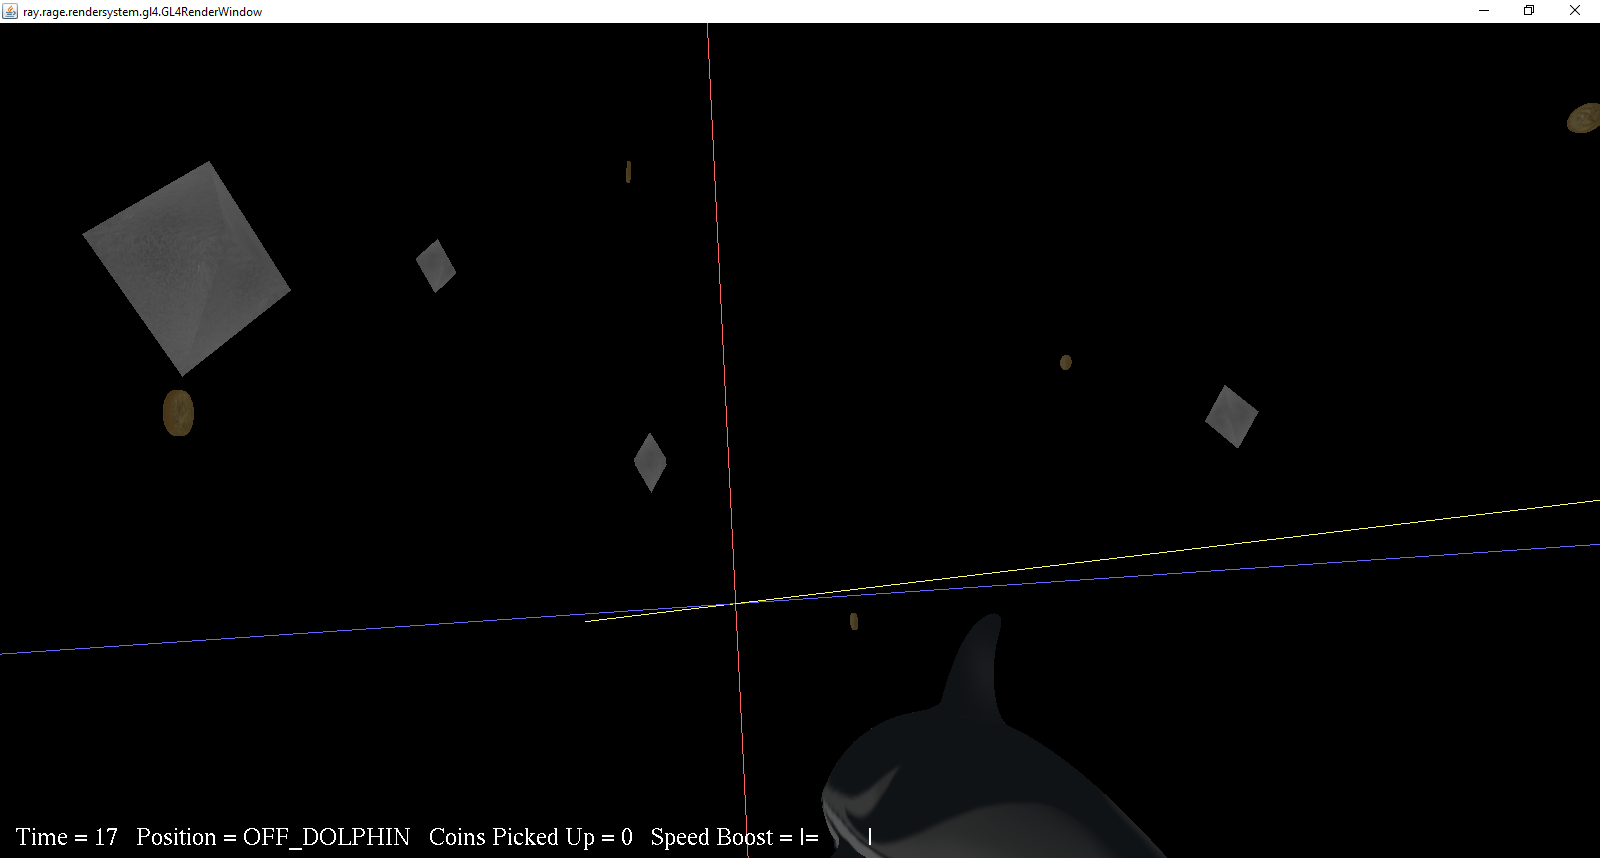 ray.rage.rendersystem.gl4.GL4RenderWindow
Time = 17 Position = OFF_DOLPHIN Coins Picked Up = 0 Speed Boost = |= |